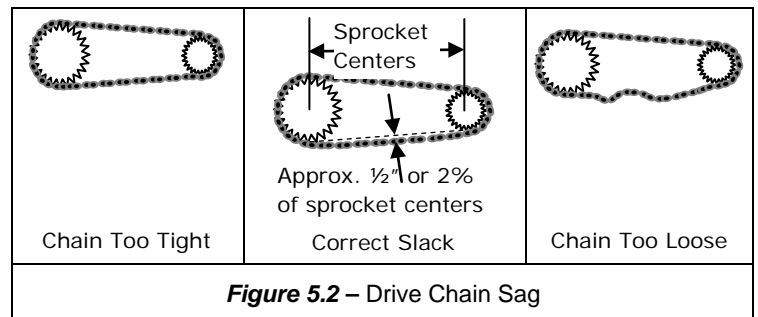 Chain Too Tight
Sprocket
Centers
Approx. ½" or 2%
of sprocket centers
Correct Slack
Chain Too Loose
Figure 5.2 – Drive Chain Sag